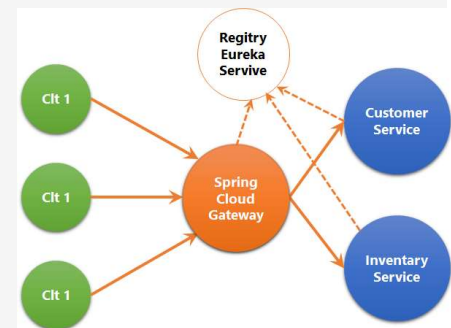 Regitry
Eureka
Servive
Clt 1
Customer
Service
Clt 1
Spring
Cloud
Gateway
Inventary
Service
Clt 1